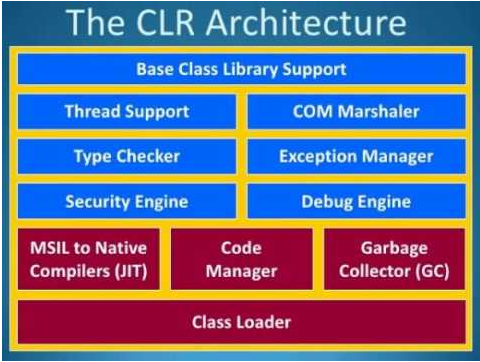 The CLR Architecture
Base Class Library Support
Thread Support
COM Marshaler
Type Checker
Exception Manager
Security Engine
Debug Engine
MSIL to Native
Compilers (JIT)
Code
Manager
Garbage
Collector (GC)
Class Loader